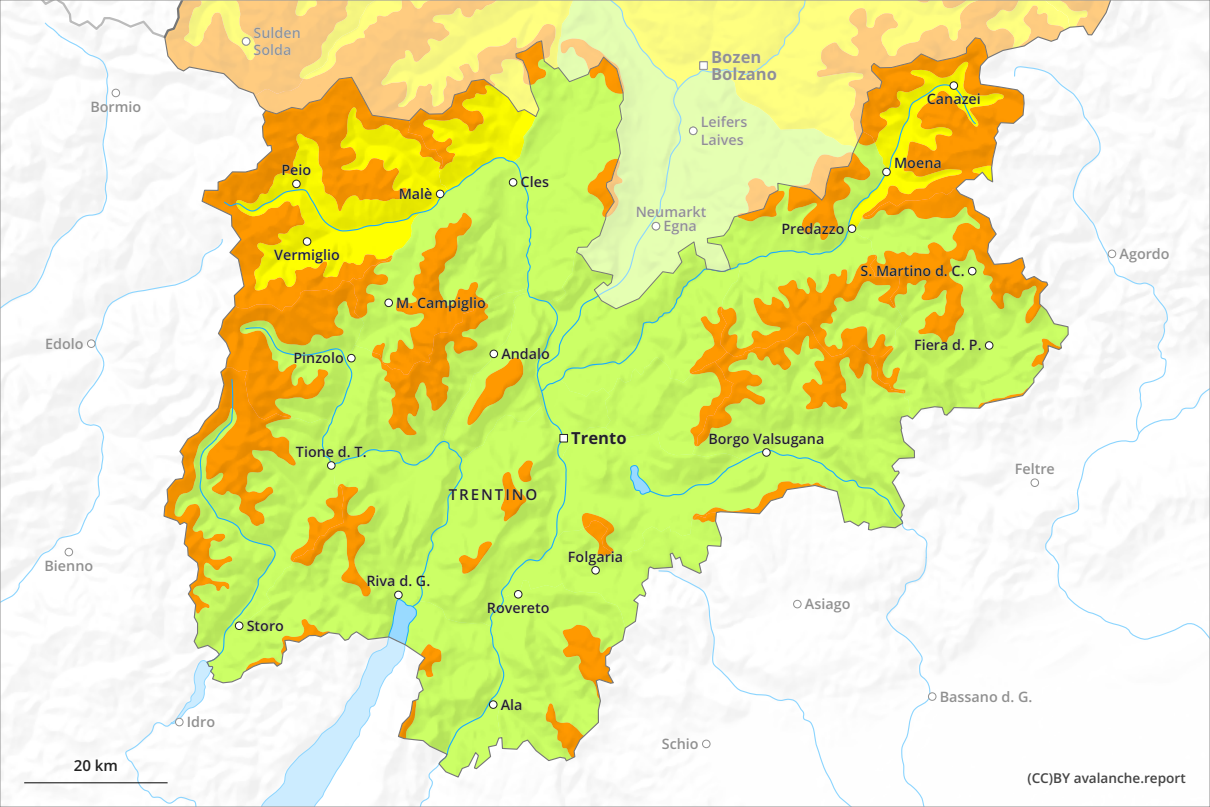 Sulden
Solda
Bozen
Bolzano
Bormio
Canazei
Leifers
Laives
Moena
Peio
Malè
Cles
Neumarkt
Egna
Predazzo
Vermiglio
Agordo
S. Martino d. C.
M. Campiglio
Edolo
Pinzolo
Andalo
Fiera d. P.
Trento
Borgo Valsugana
Tione d. T.
Feltre
TRENTINO
Bienno
Folgaria
Riva d. G.
Rovereto
Asiago
Storo
Ala
Bassano d. G.
Idro
Schio
20 km
(CC)BY avalanche.report